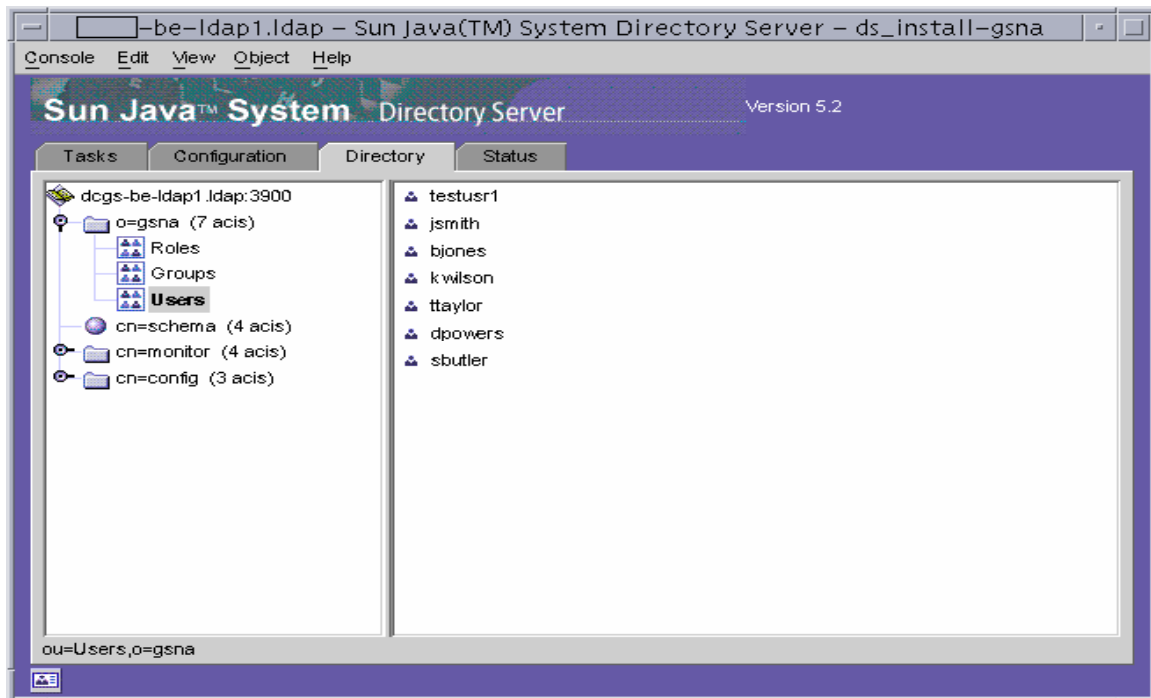 -be-ldap1.ldap – Sun Java(TM) System Directory Server – ds_install-gsna
Console Edit View Object Help
Sun Java™ System Directory Server Version 5.2
Tasks Configuration Directory Status
dcgs-be-ldap1.ldap:3900
o=gsna (7 acis)
Roles
Groups
Users
cn=schema (4 acis)
cn=monitor (4 acis)
cn=config (3 acis)
testusr1
jsmith
bjones
kwilson
ttaylor
dpowers
sbutler
ou=Users,o=gsna